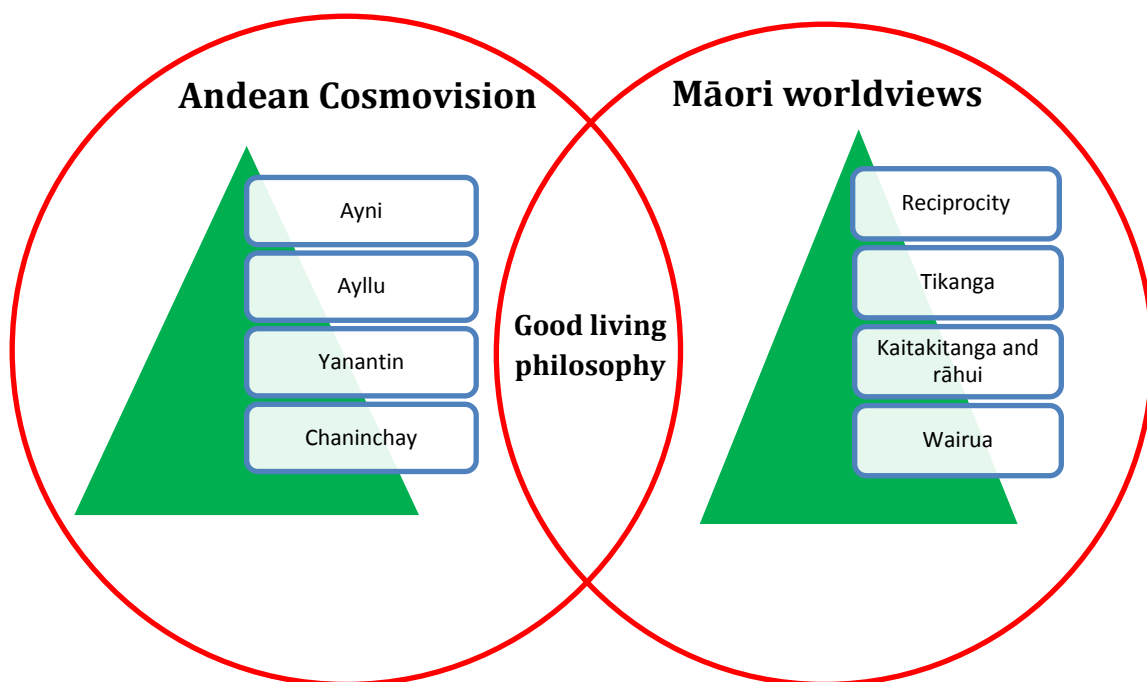 Andean Cosmovision
Ayni
Ayllu
Yanantin
Chaninchay
Good living
philosophy
Māori worldviews
Reciprocity
Tikanga
Kaitakitanga and
rāhui
Wairua